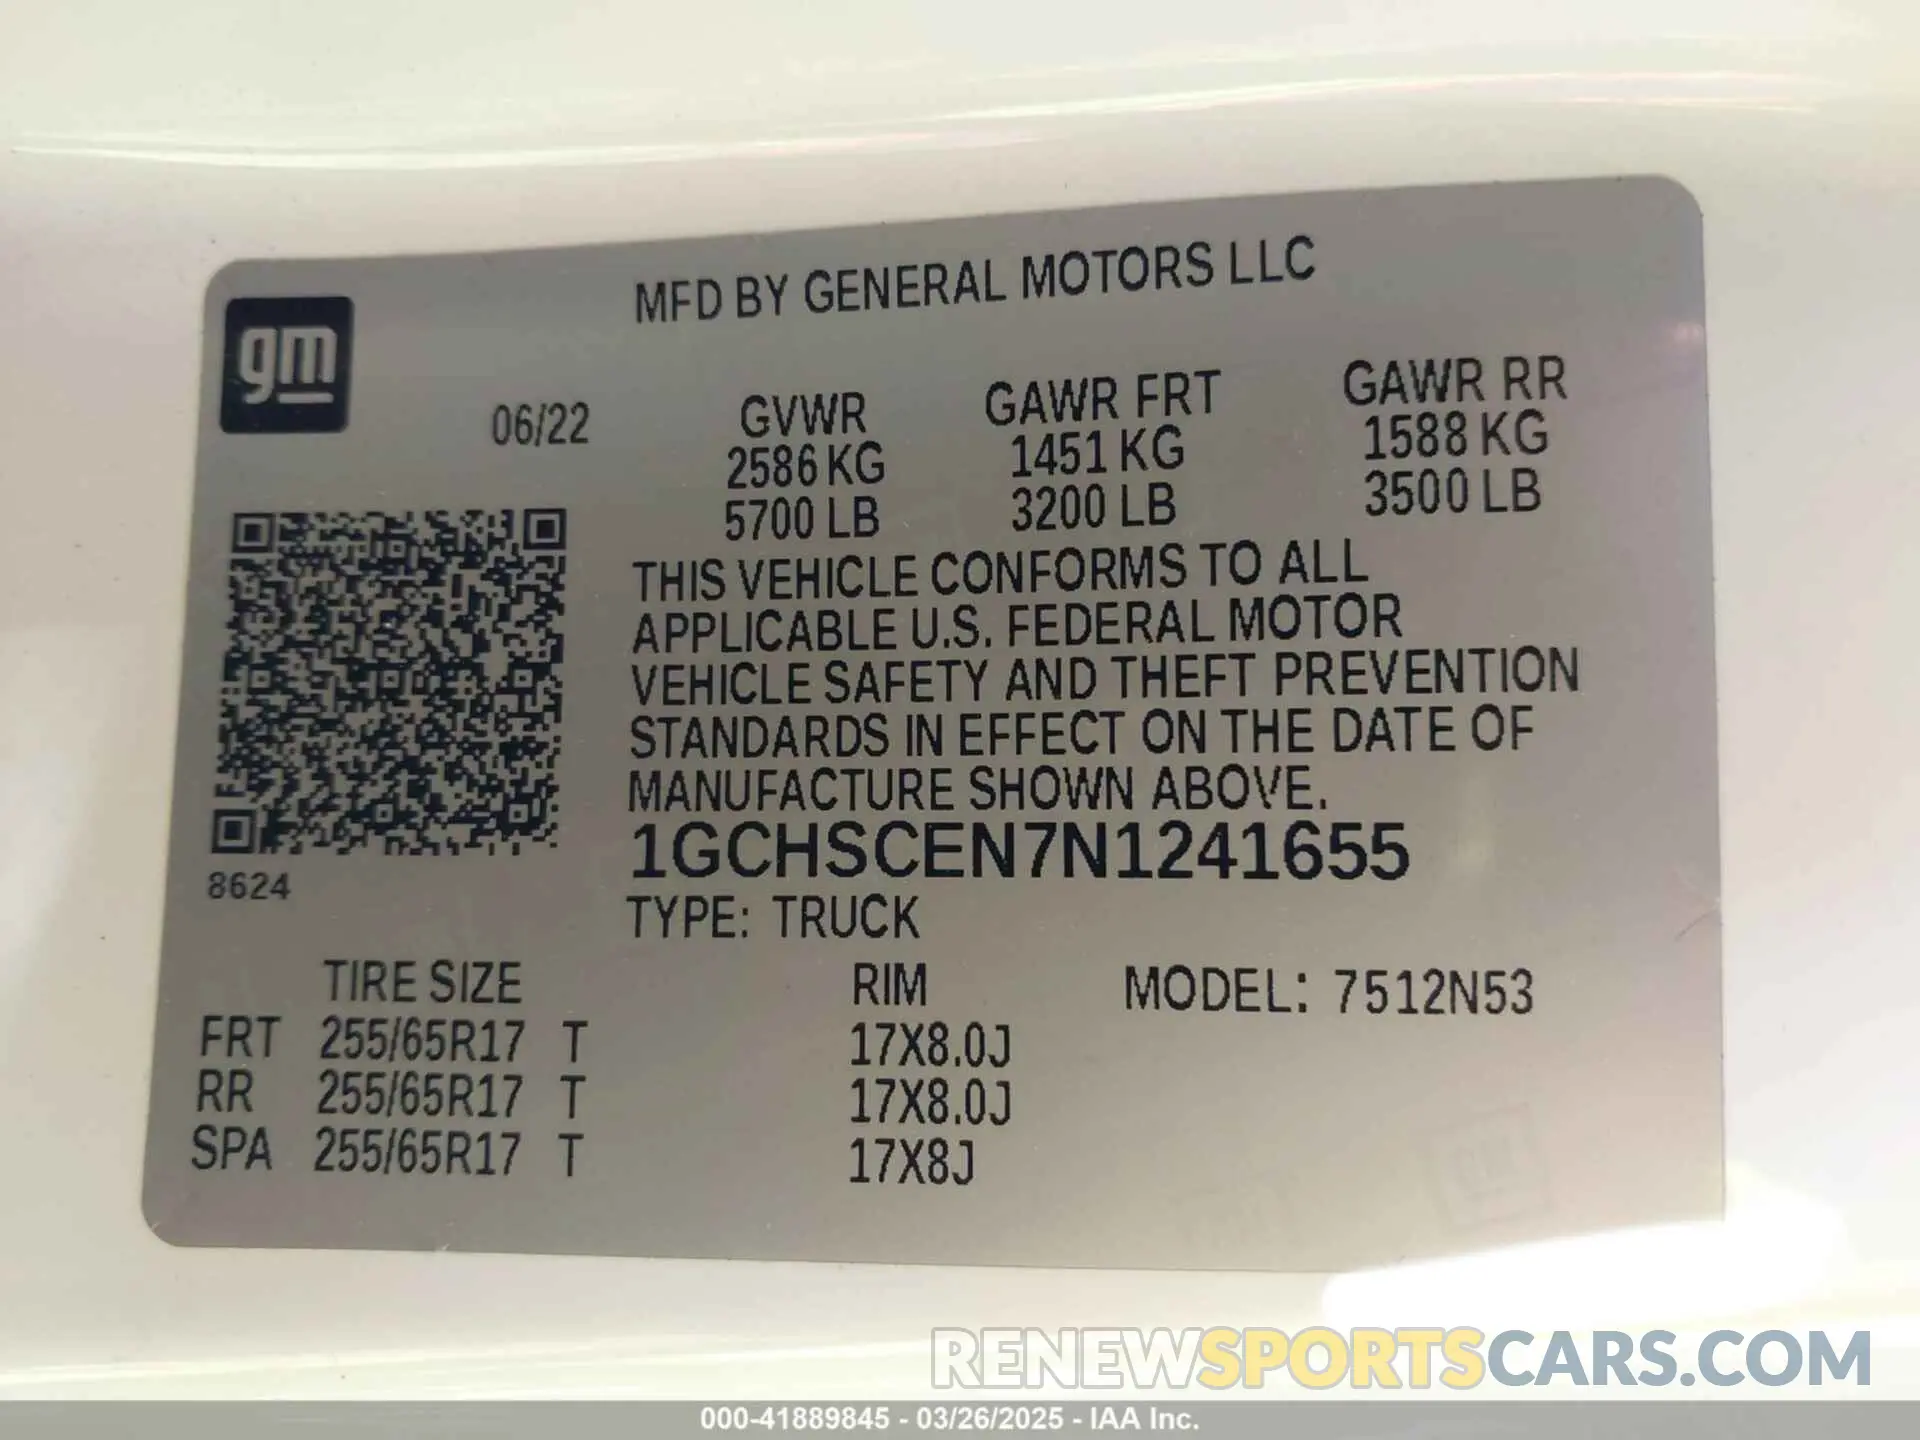 MFD BY GENERAL MOTORS LLC
gm
06/22
GVWR GAWR FRT GAWR RR
2586 KG 1451 KG 1588 KG
5700 LB 3200 LB 3500 LB
THIS VEHICLE CONFORMS TO ALL
APPLICABLE U.S. FEDERAL MOTOR
VEHICLE SAFETY AND THEFT PREVENTION
STANDARDS IN EFFECT ON THE DATE OF
MANUFACTURE SHOWN ABOVE.
1GCHSCEN7N1241655
8624
TYPE: TRUCK
TIRE SIZE RIM MODEL: 7512N53
FRT 255/65R17 T 17X8.0J
RR 255/65R17 T 17X8.0J
SPA 255/65R17 T 17X8J
RENEWSPORTSCARS.COM
000-41889845 - 03/26/2025 - IAA Inc.